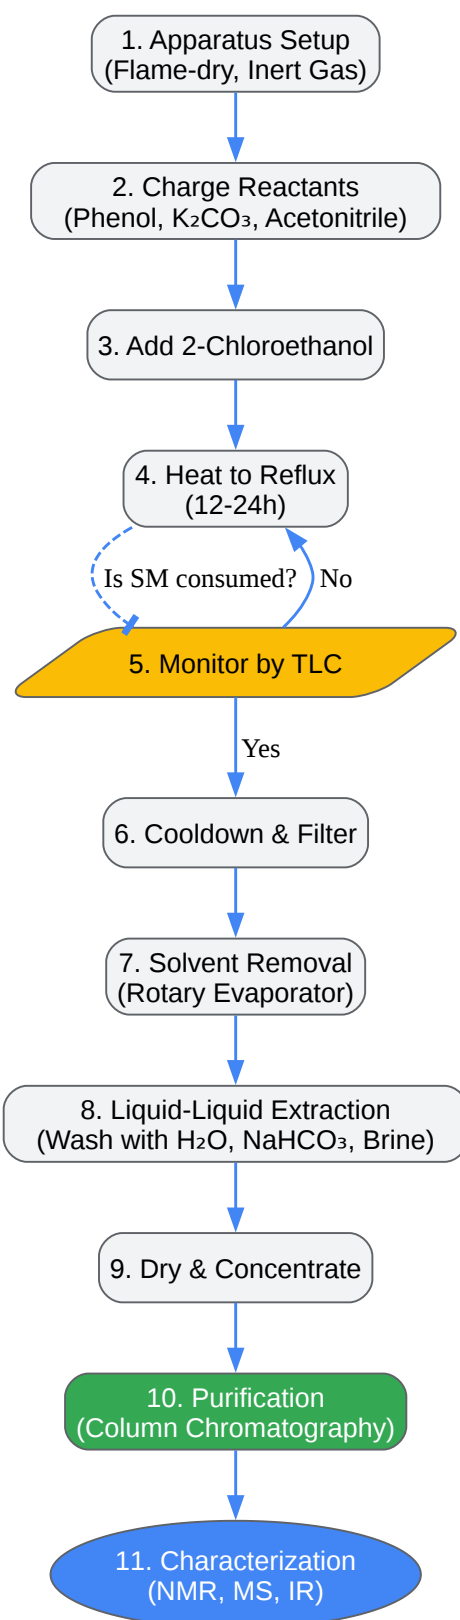 1. Apparatus Setup
(Flame-dry, Inert Gas)
2. Charge Reactants
(Phenol, K₂CO₃, Acetonitrile)
3. Add 2-Chloroethanol
4. Heat to Reflux
(12-24h)
Is SM consumed?
No
5. Monitor by TLC
Yes
6. Cooldown & Filter
7. Solvent Removal
(Rotary Evaporator)
8. Liquid-Liquid Extraction
(Wash with H₂O, NaHCO₃, Brine)
9. Dry & Concentrate
10. Purification
(Column Chromatography)
11. Characterization
(NMR, MS, IR)